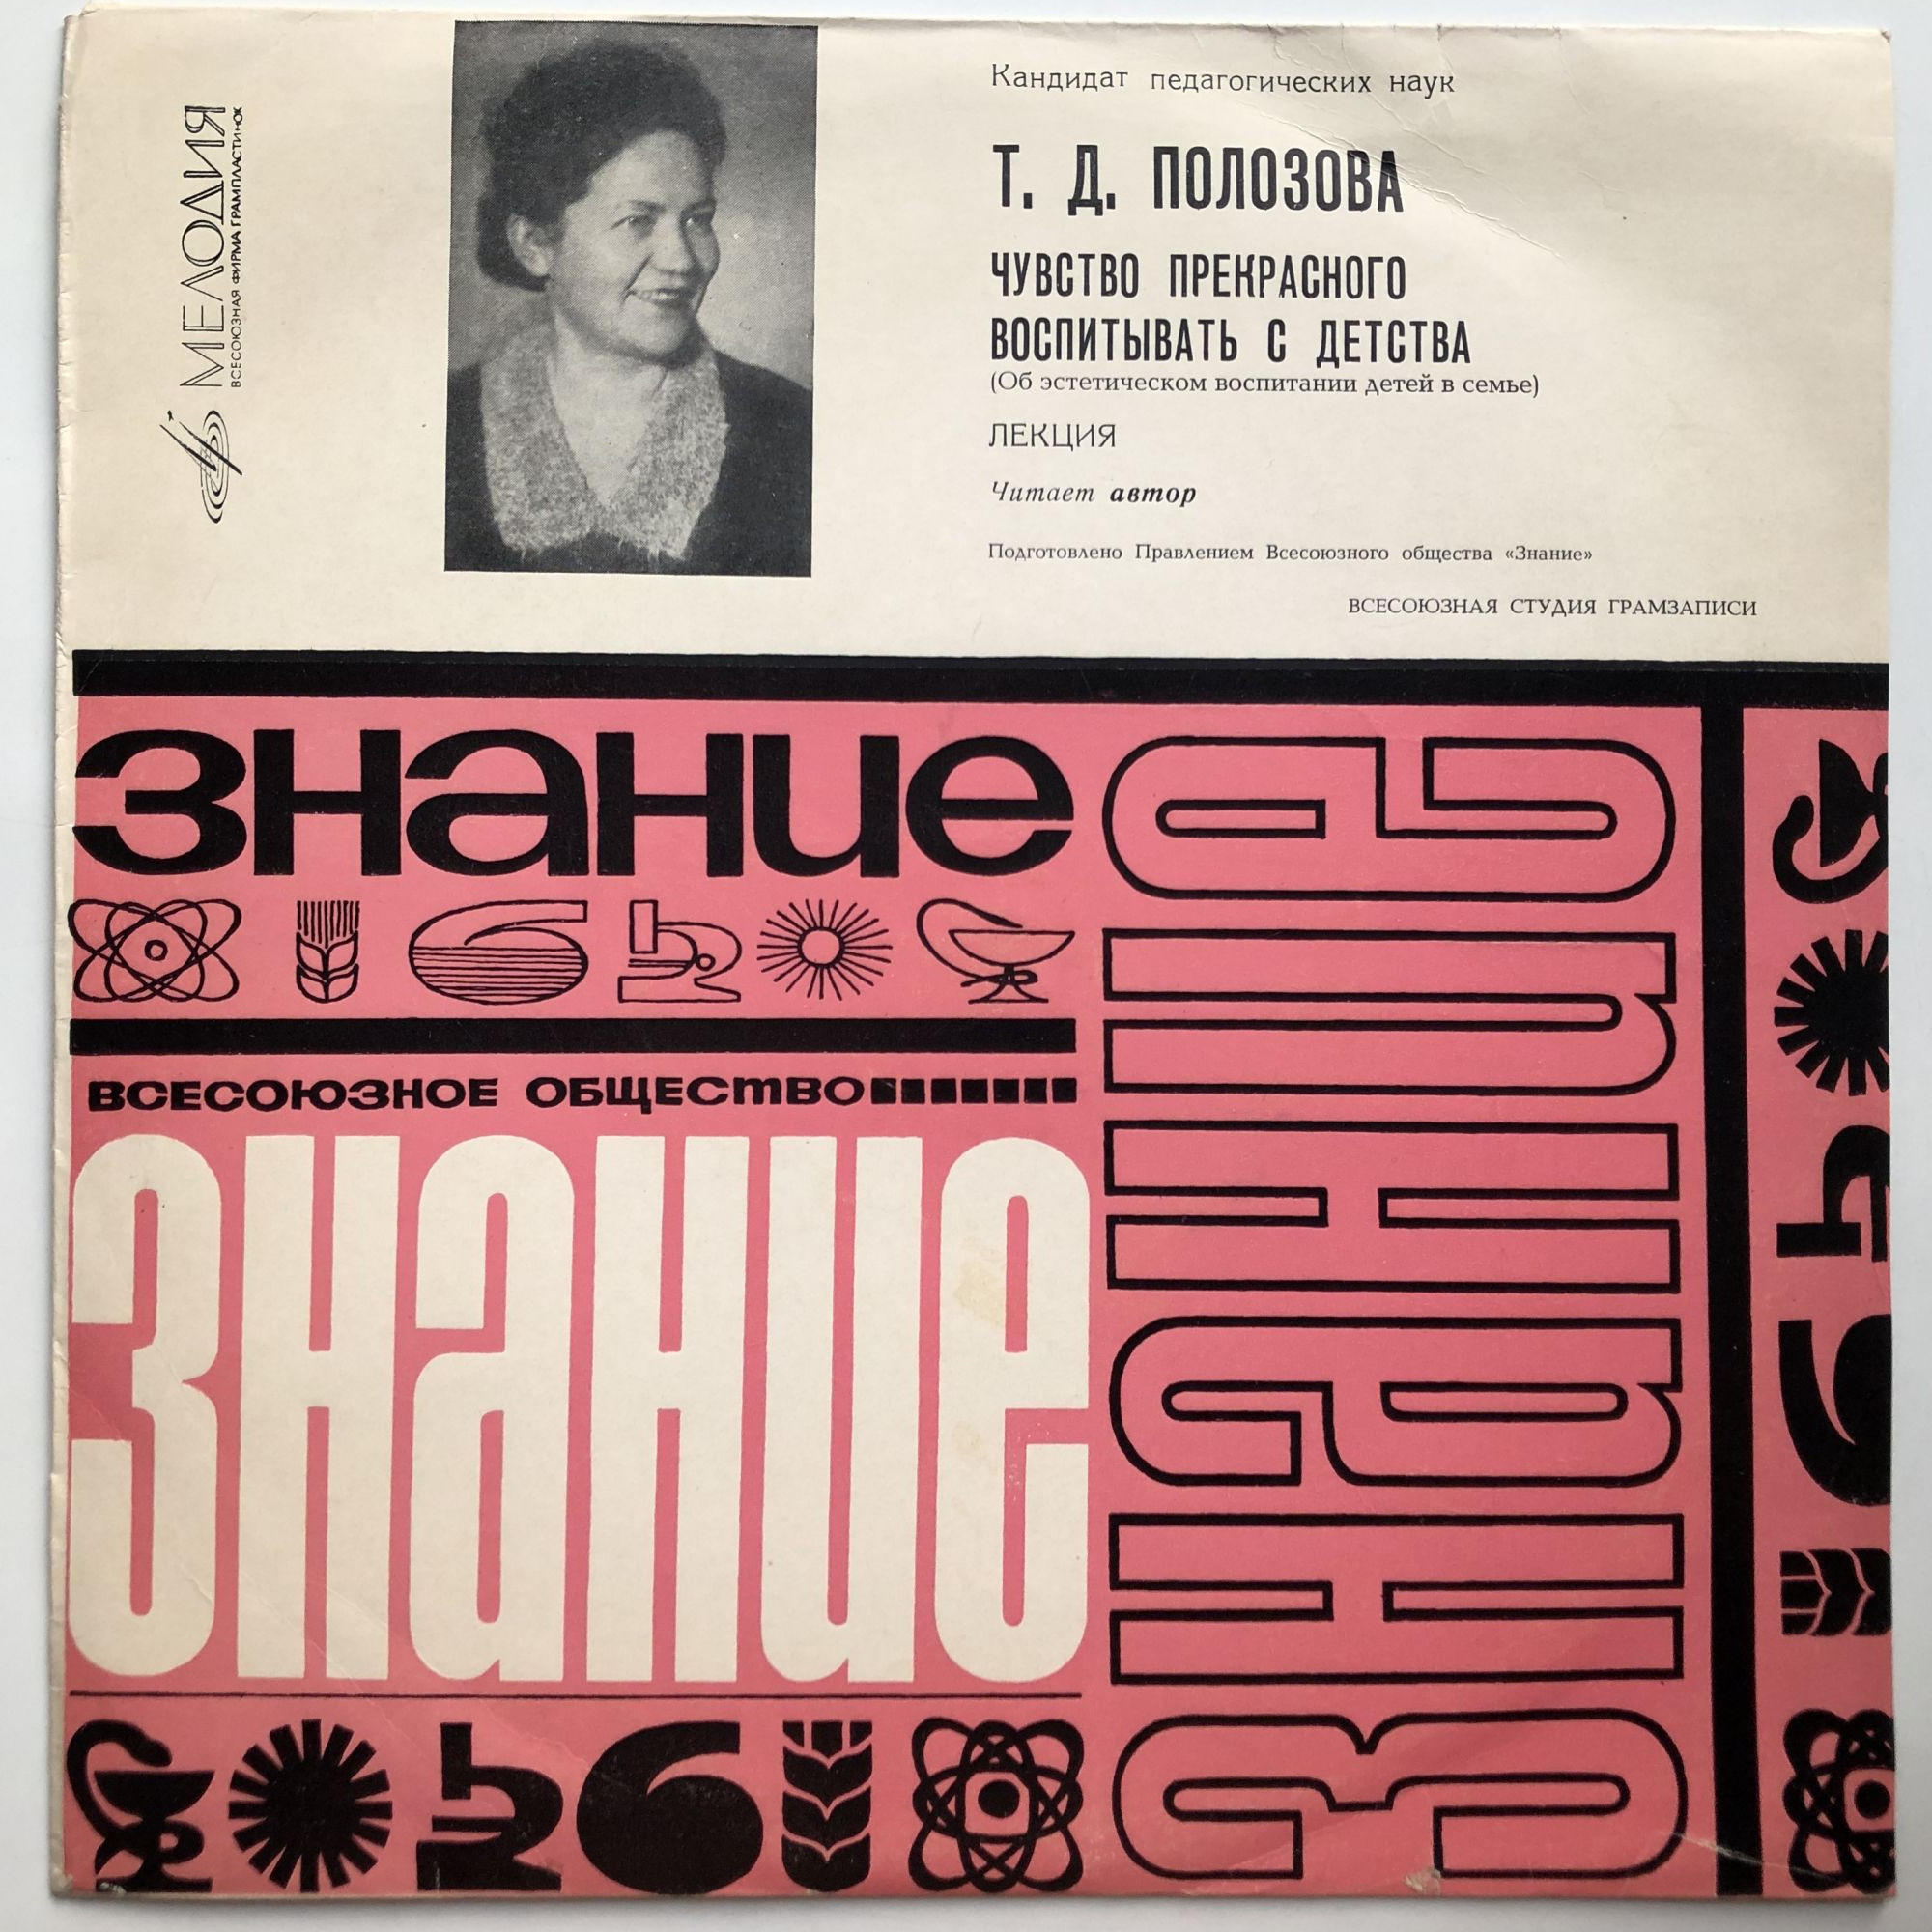 МЕЛОДИЯ
ВСЕСОЮЗНАЯ ФИРМА ГРАМПЛАСТИНОК
Кандидат педагогических наук
Т. Д. ПОЛОЗОВА
ЧУВСТВО ПРЕКРАСНОГО
ВОСПИТЫВАТЬ С ДЕТСТВА
(Об эстетическом воспитании детей в семье)
ЛЕКЦИЯ
Читает автор
Подготовлено Правлением Всесоюзного общества «Знание»
ВСЕСОЮЗНАЯ СТУДИЯ ГРАМЗАПИСИ
знание
ВСЕСОЮЗНОЕ ОБЩЕСТВО
знание
знание